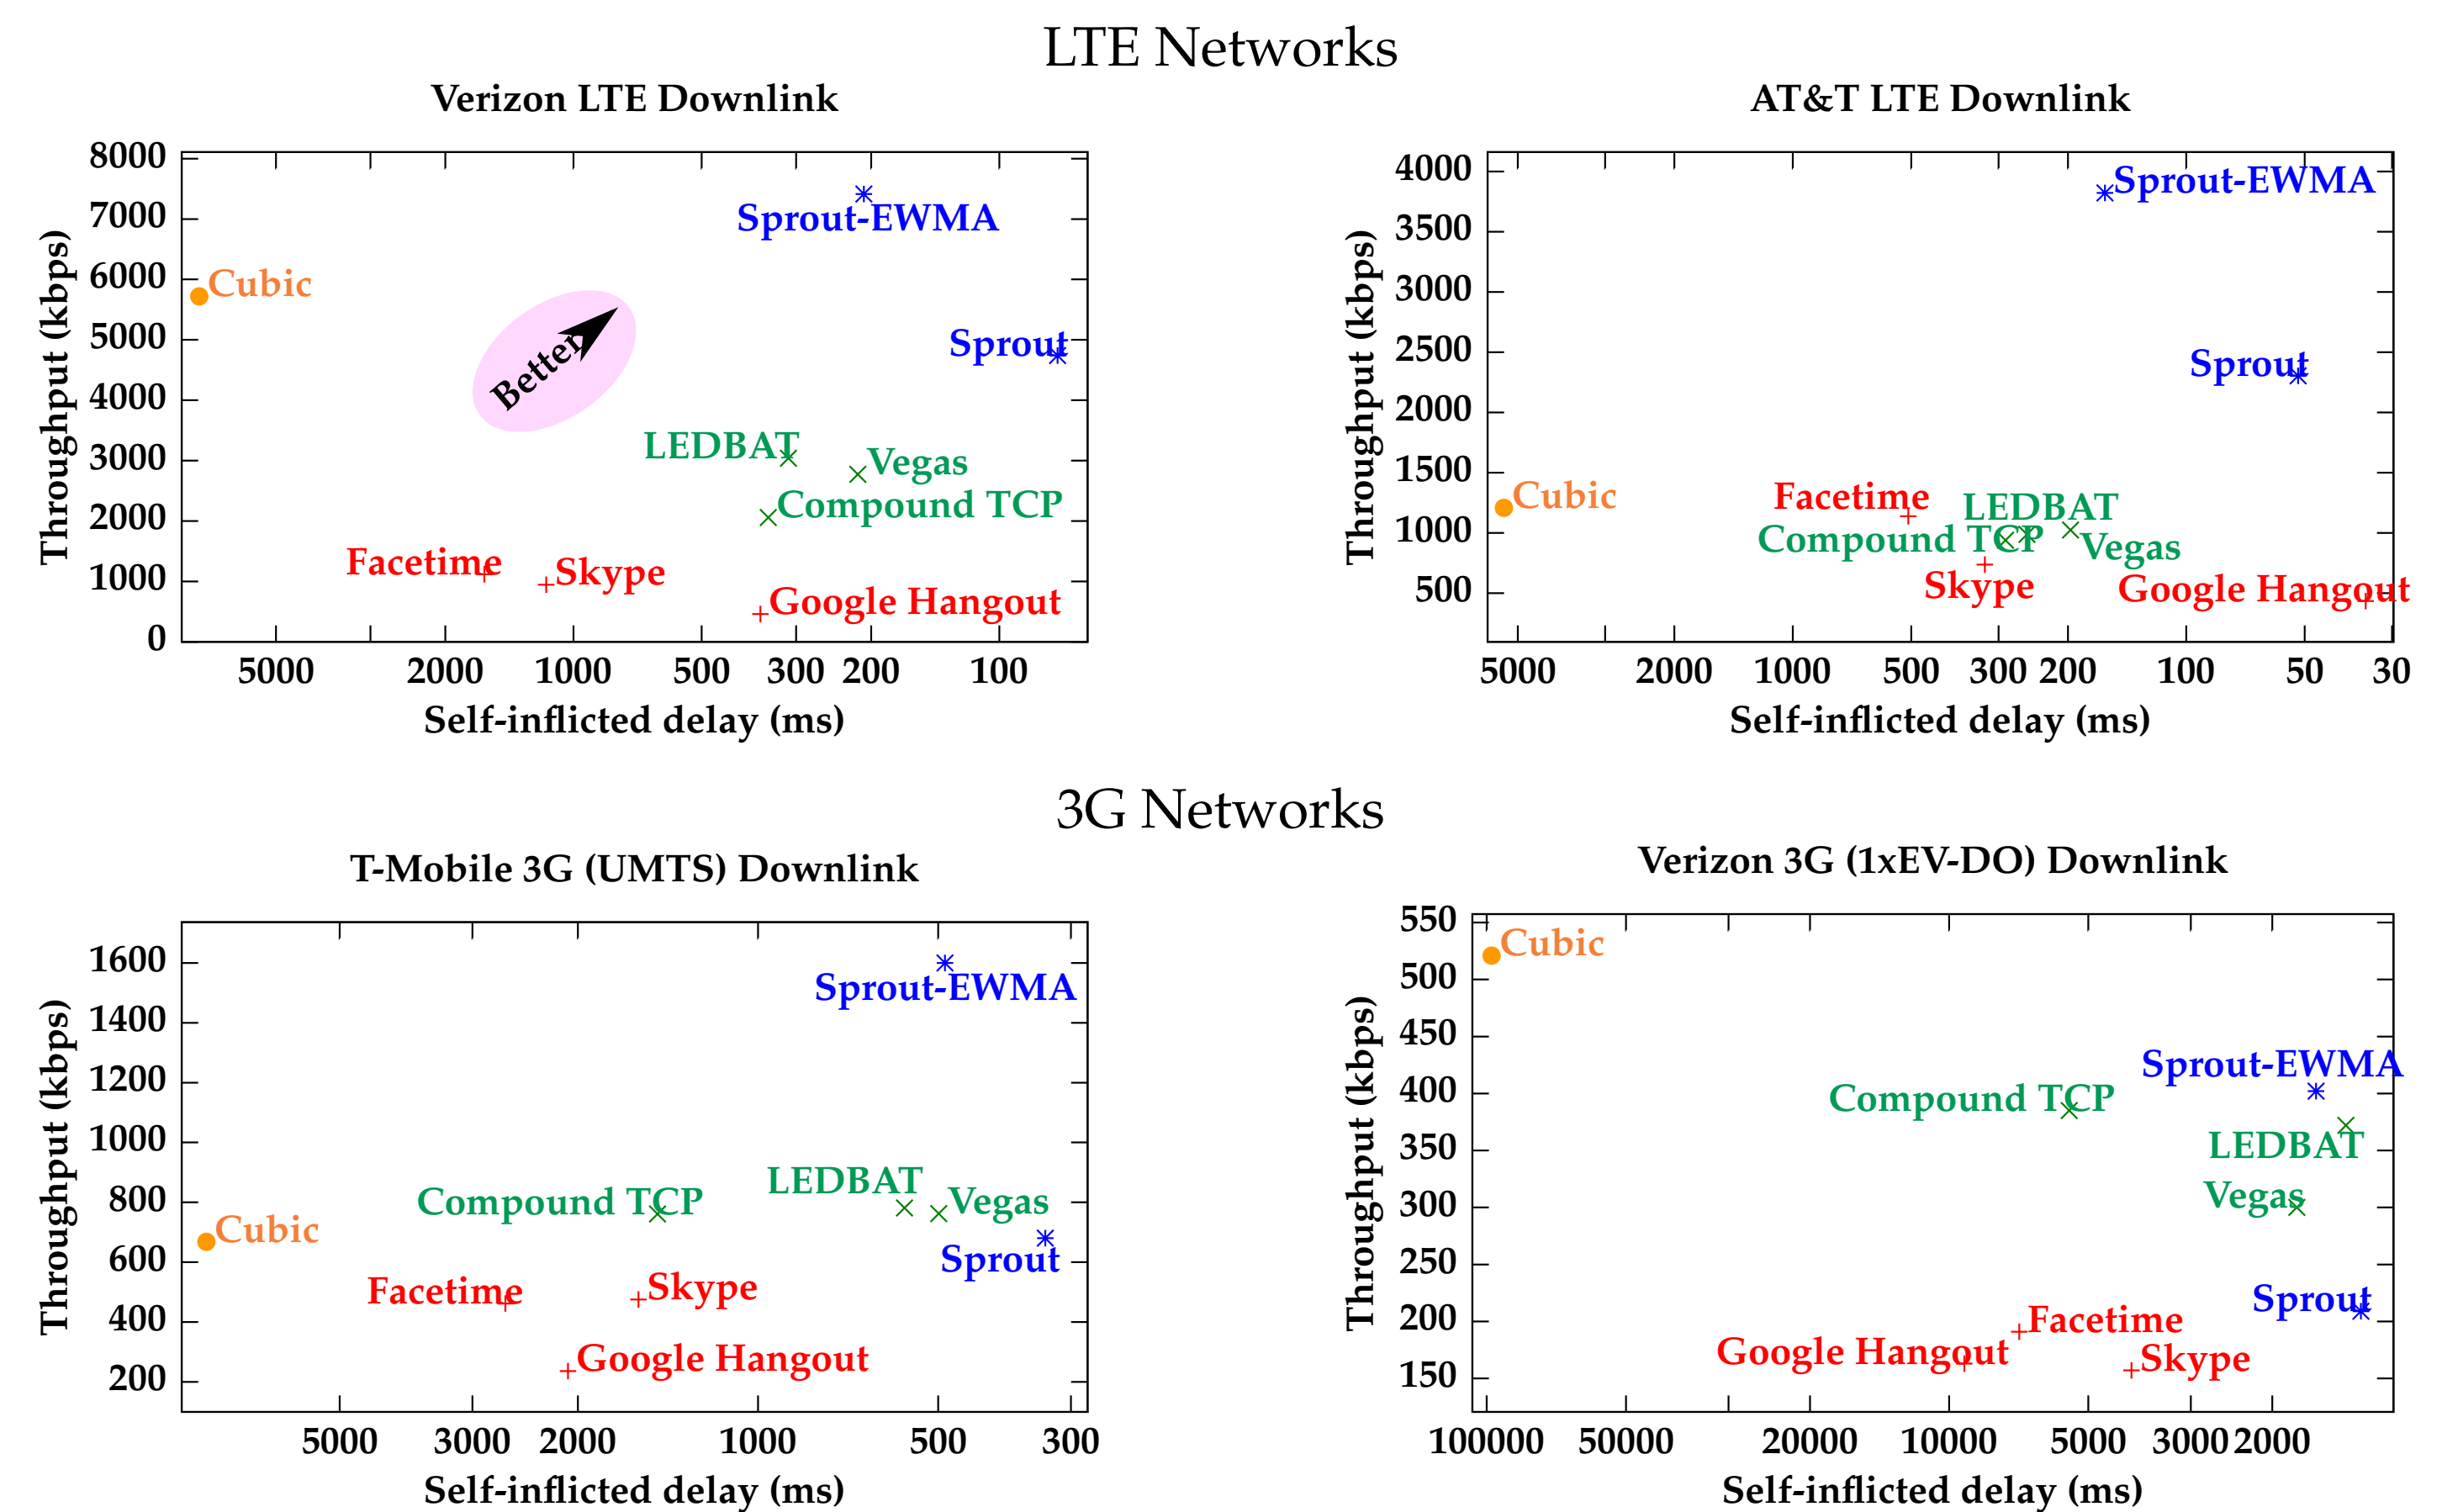 LTE Networks
Verizon LTE Downlink
8000
7000
6000
5000
4000
3000
2000
1000
0
Throughput (kbps)
Sprout-EWMA
Cubic
Better
Sprout
LEDBAT
Vegas
Compound TCP
Facetime
Skype
Google Hangout
5000 2000 1000 500 300 200 100
Self-inflicted delay (ms)
AT&T LTE Downlink
4000
3500
3000
2500
2000
1500
1000
500
Throughput (kbps)
Sprout-EWMA
Sprout
Cubic
Facetime
LEDBAT
Compound TCP
Vegas
Skype
Google Hangout
5000 2000 1000 500 300 200 100 50 30
Self-inflicted delay (ms)
3G Networks
T-Mobile 3G (UMTS) Downlink
1600
1400
1200
1000
800
600
400
200
Throughput (kbps)
Sprout-EWMA
LEDBAT
Compound TCP
Vegas
Cubic
Sprout
Facetime
Skype
Google Hangout
5000 3000 2000 1000 500 300
Self-inflicted delay (ms)
Verizon 3G (1xEV-DO) Downlink
550
500
450
400
350
300
250
200
150
Throughput (kbps)
Cubic
Sprout-EWMA
Compound TCP
LEDBAT
Vegas
Sprout
Facetime
Google Hangout
Skype
100000 50000 20000 10000 5000 3000 2000
Self-inflicted delay (ms)